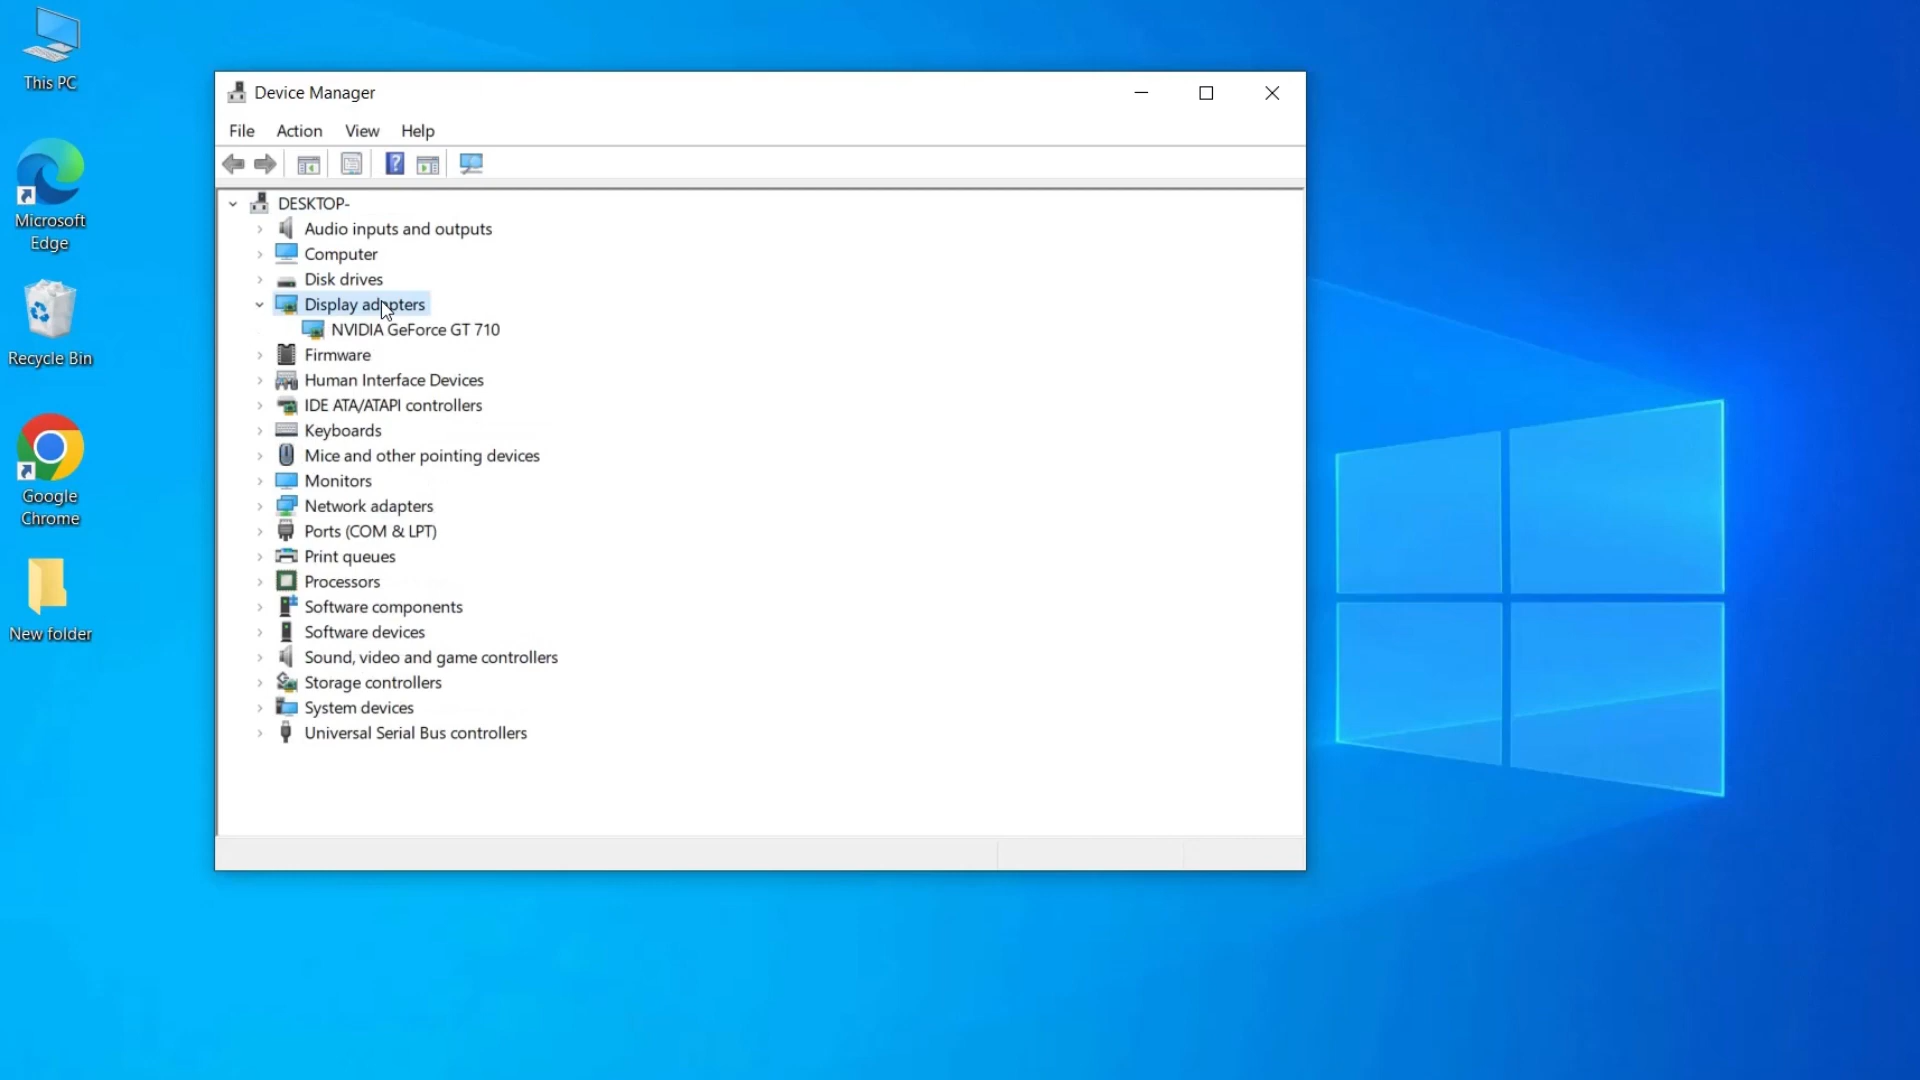 This PC
Microsoft
Edge
Recycle Bin
Google
Chrome
New folder
Device Manager
File Action View Help
DESKTOP-
Audio inputs and outputs
Computer
Disk drives
Display adapters
NVIDIA GeForce GT 710
Firmware
Human Interface Devices
IDE ATA/ATAPI controllers
Keyboards
Mice and other pointing devices
Monitors
Network adapters
Ports (COM & LPT)
Print queues
Processors
Software components
Software devices
Sound, video and game controllers
Storage controllers
System devices
Universal Serial Bus controllers